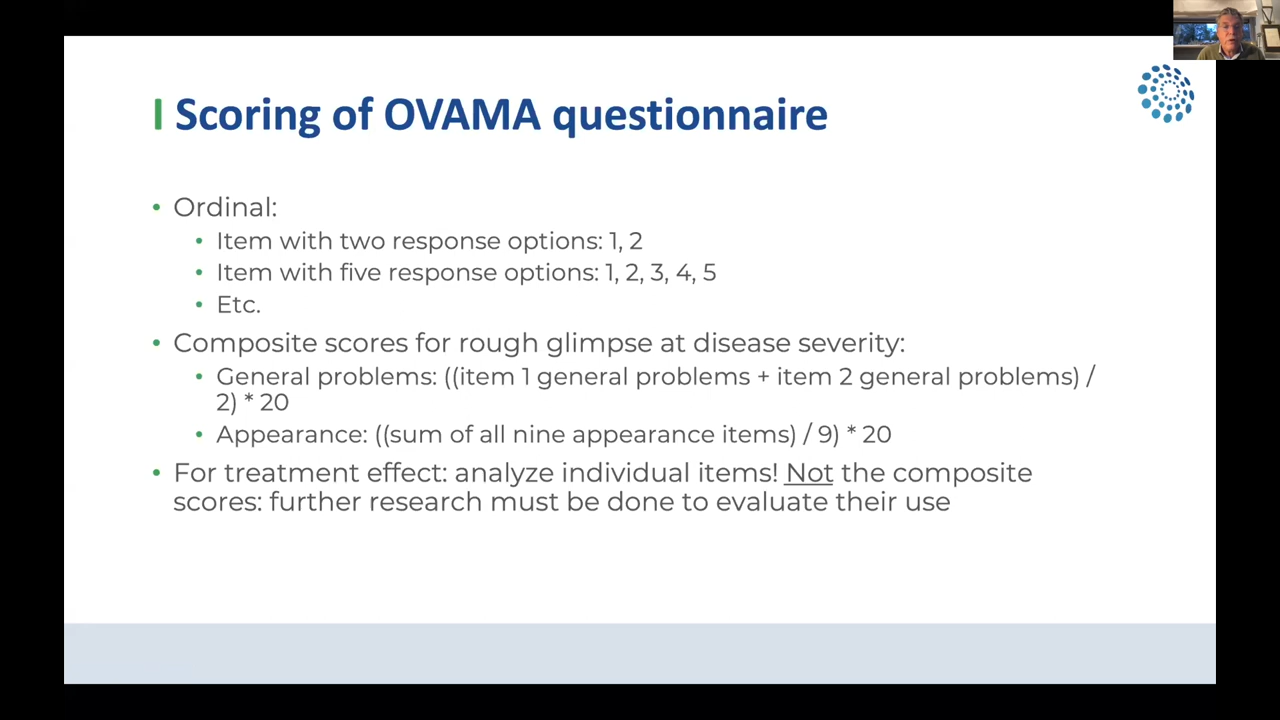 Scoring of OVAMA questionnaire
• Ordinal:
• Item with two response options: 1, 2
• Item with five response options: 1, 2, 3, 4, 5
• Etc.
• Composite scores for rough glimpse at disease severity:
• General problems: ((item 1 general problems + item 2 general problems) /
2) * 20
• Appearance: ((sum of all nine appearance items) / 9) * 20
• For treatment effect: analyze individual items! Not the composite
scores: further research must be done to evaluate their use